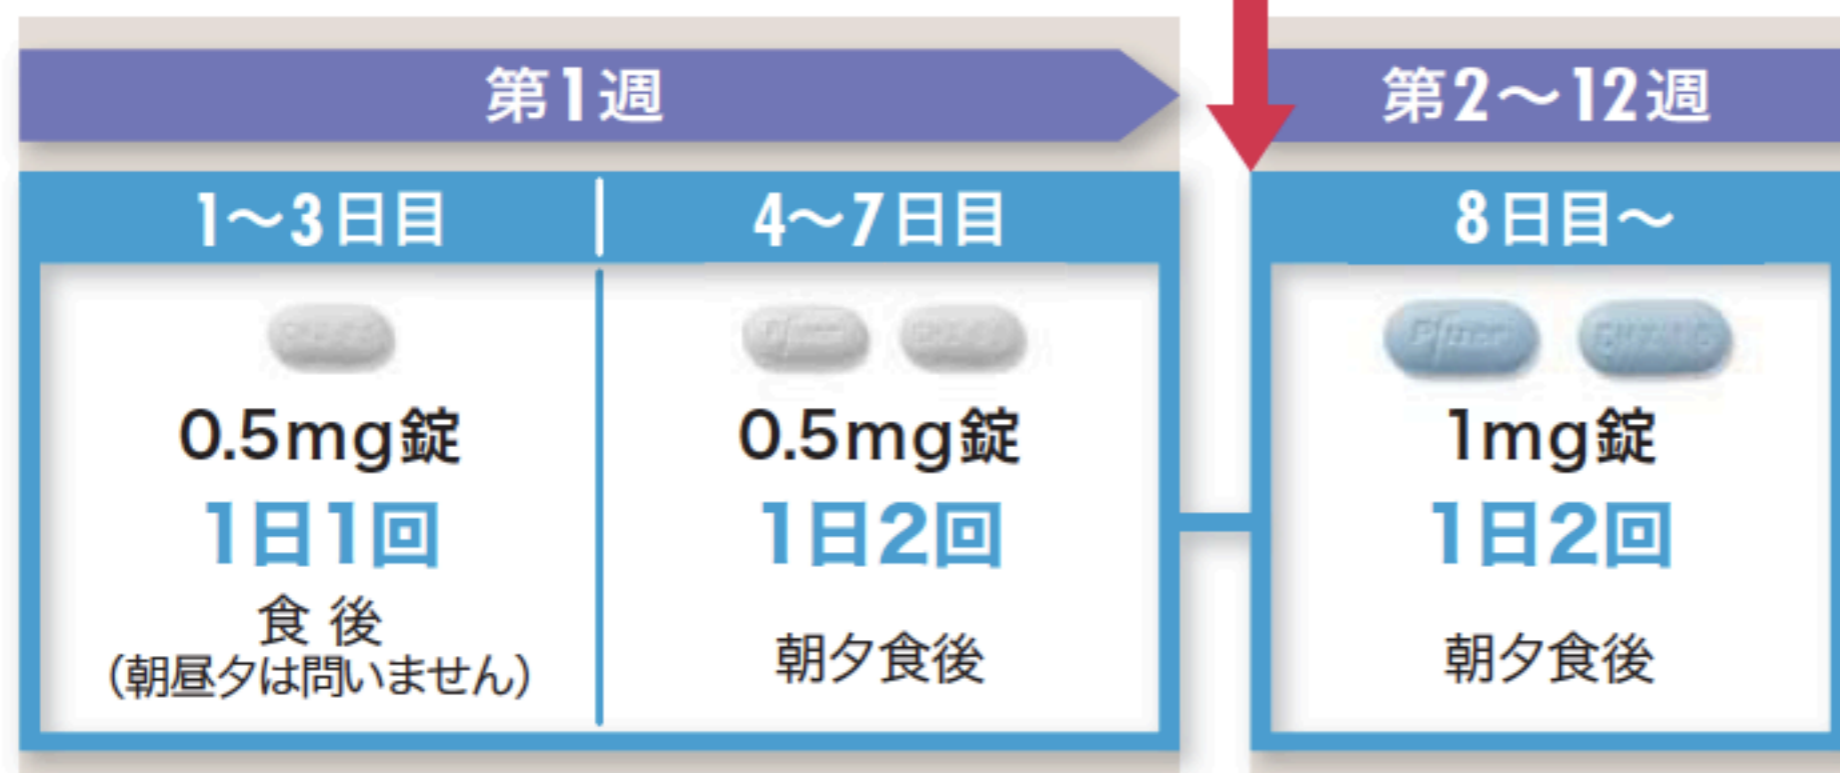 第1週
第2〜12週
1〜3日目
4〜7日目
8日目〜
Pfizer
0.5mg錠
0.5mg錠
1mg錠
1日1回
1日2回
1日2回
食後
(朝昼夕は問いません)
朝夕食後
朝夕食後